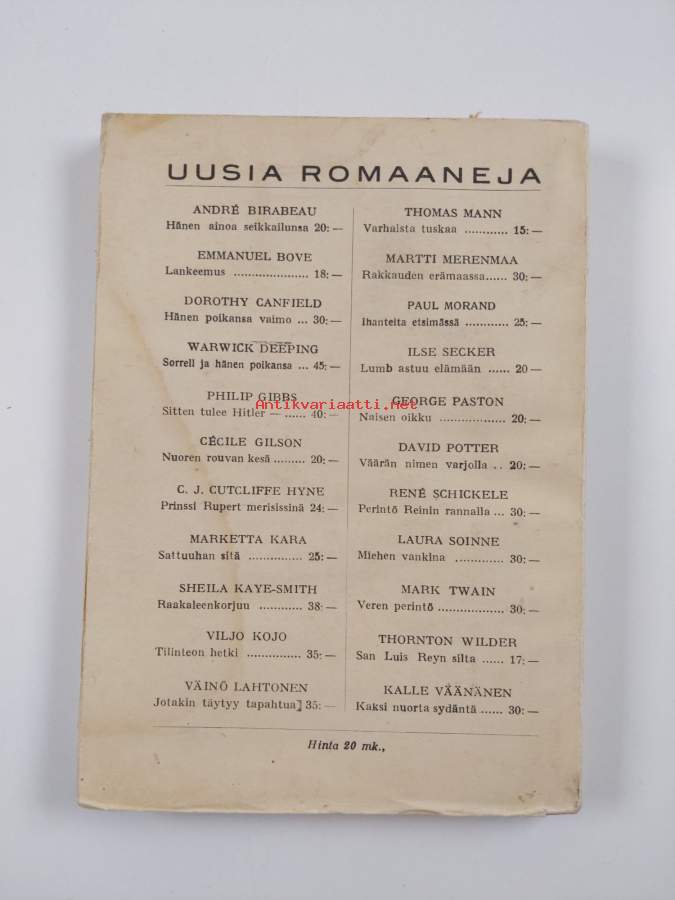 UUSIA ROMAANEJA
ANDRÉ BIRABEAU
Hänen ainoa seikkailunsa 20: —
EMMANUEL BOVE
Lankeemus .................... 18: —
DOROTHY CANFIELD
Hänen poikansa vaimo ... 30: —
WARWICK DEEPING
Sorrell ja hänen poikansa ... 45: —
PHILIP GIBBS
Sitten tulee Hitler — ...... 40: —
CÉCILE GILSON
Nuoren rouvan kesä ......... 20: —
C. J. CUTCLIFFE HYNE
Prinssi Rupert merisissinä 24: —
MARKETTA KARA
Sattuuhan sitä ............... 25: —
SHEILA KAYE-SMITH
Raakaleenkorjuu ............ 38: —
VILJO KOJO
Tilinteon hetki ............... 35: —
VÄINÖ LAHTONEN
Jotakin täytyy tapahtua] 35: —
THOMAS MANN
Varhaista tuskaa ............ 15: —
MARTTI MERENMAA
Rakkauden erämaassa...... 30: —
PAUL MORAND
Ihanteita etsimässä ............ 25: —
ILSE SECKER
Lumb astuu elämään ...... 20 —
GEORGE PASTON
Naisen oikku .................. 20: —
DAVID POTTER
Väärän nimen varjolla .. 20: —
RENÉ SCHICKELE
Perintö Reinin rannalla ... 30: —
LAURA SOINNE
Miehen vankina ............ 30: —
MARK TWAIN
Veren perintö .................. 30: —
THORNTON WILDER
San Luis Reyn silta ...... 17: —
KALLE VÄÄNÄNEN
Kaksi nuorta sydäntä ...... 30: —
Hinta 20 mk.,
Antikvariaatti.net